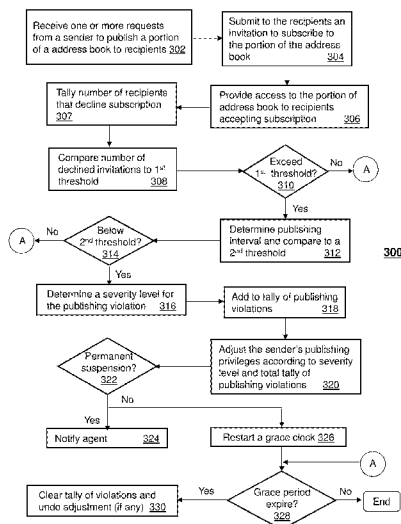 Receive one or more requests
from a sender to publish a portion
of a address book to recipients 302
Submit to the recipients an
invitation to subscribe to
the portion of the address
book 304
Tally number of recipients
that decline subscription
307
Provide access to the portion of
address book to recipients
accepting subscription 306
Compare number of
declined invitations to 1st
threshold 308
Exceed
1st threshold?
310
No
A
Yes
Below
2nd threshold?
314
No
A
Determine publishing
interval and compare to a
2nd threshold 312
300
Yes
Determine a severity level for
the publishing violation 316
Add to tally of publishing
violations 318
Permanent
suspension?
322
Adjust the sender's publishing
privileges according to severity
level and total tally of
publishing violations 320
No
Yes
Notify agent 324
Restart a grace clock 326
A
Clear tally of violations and
undo adjustment (if any) 330
Yes
Grace period
expire?
328
No
End